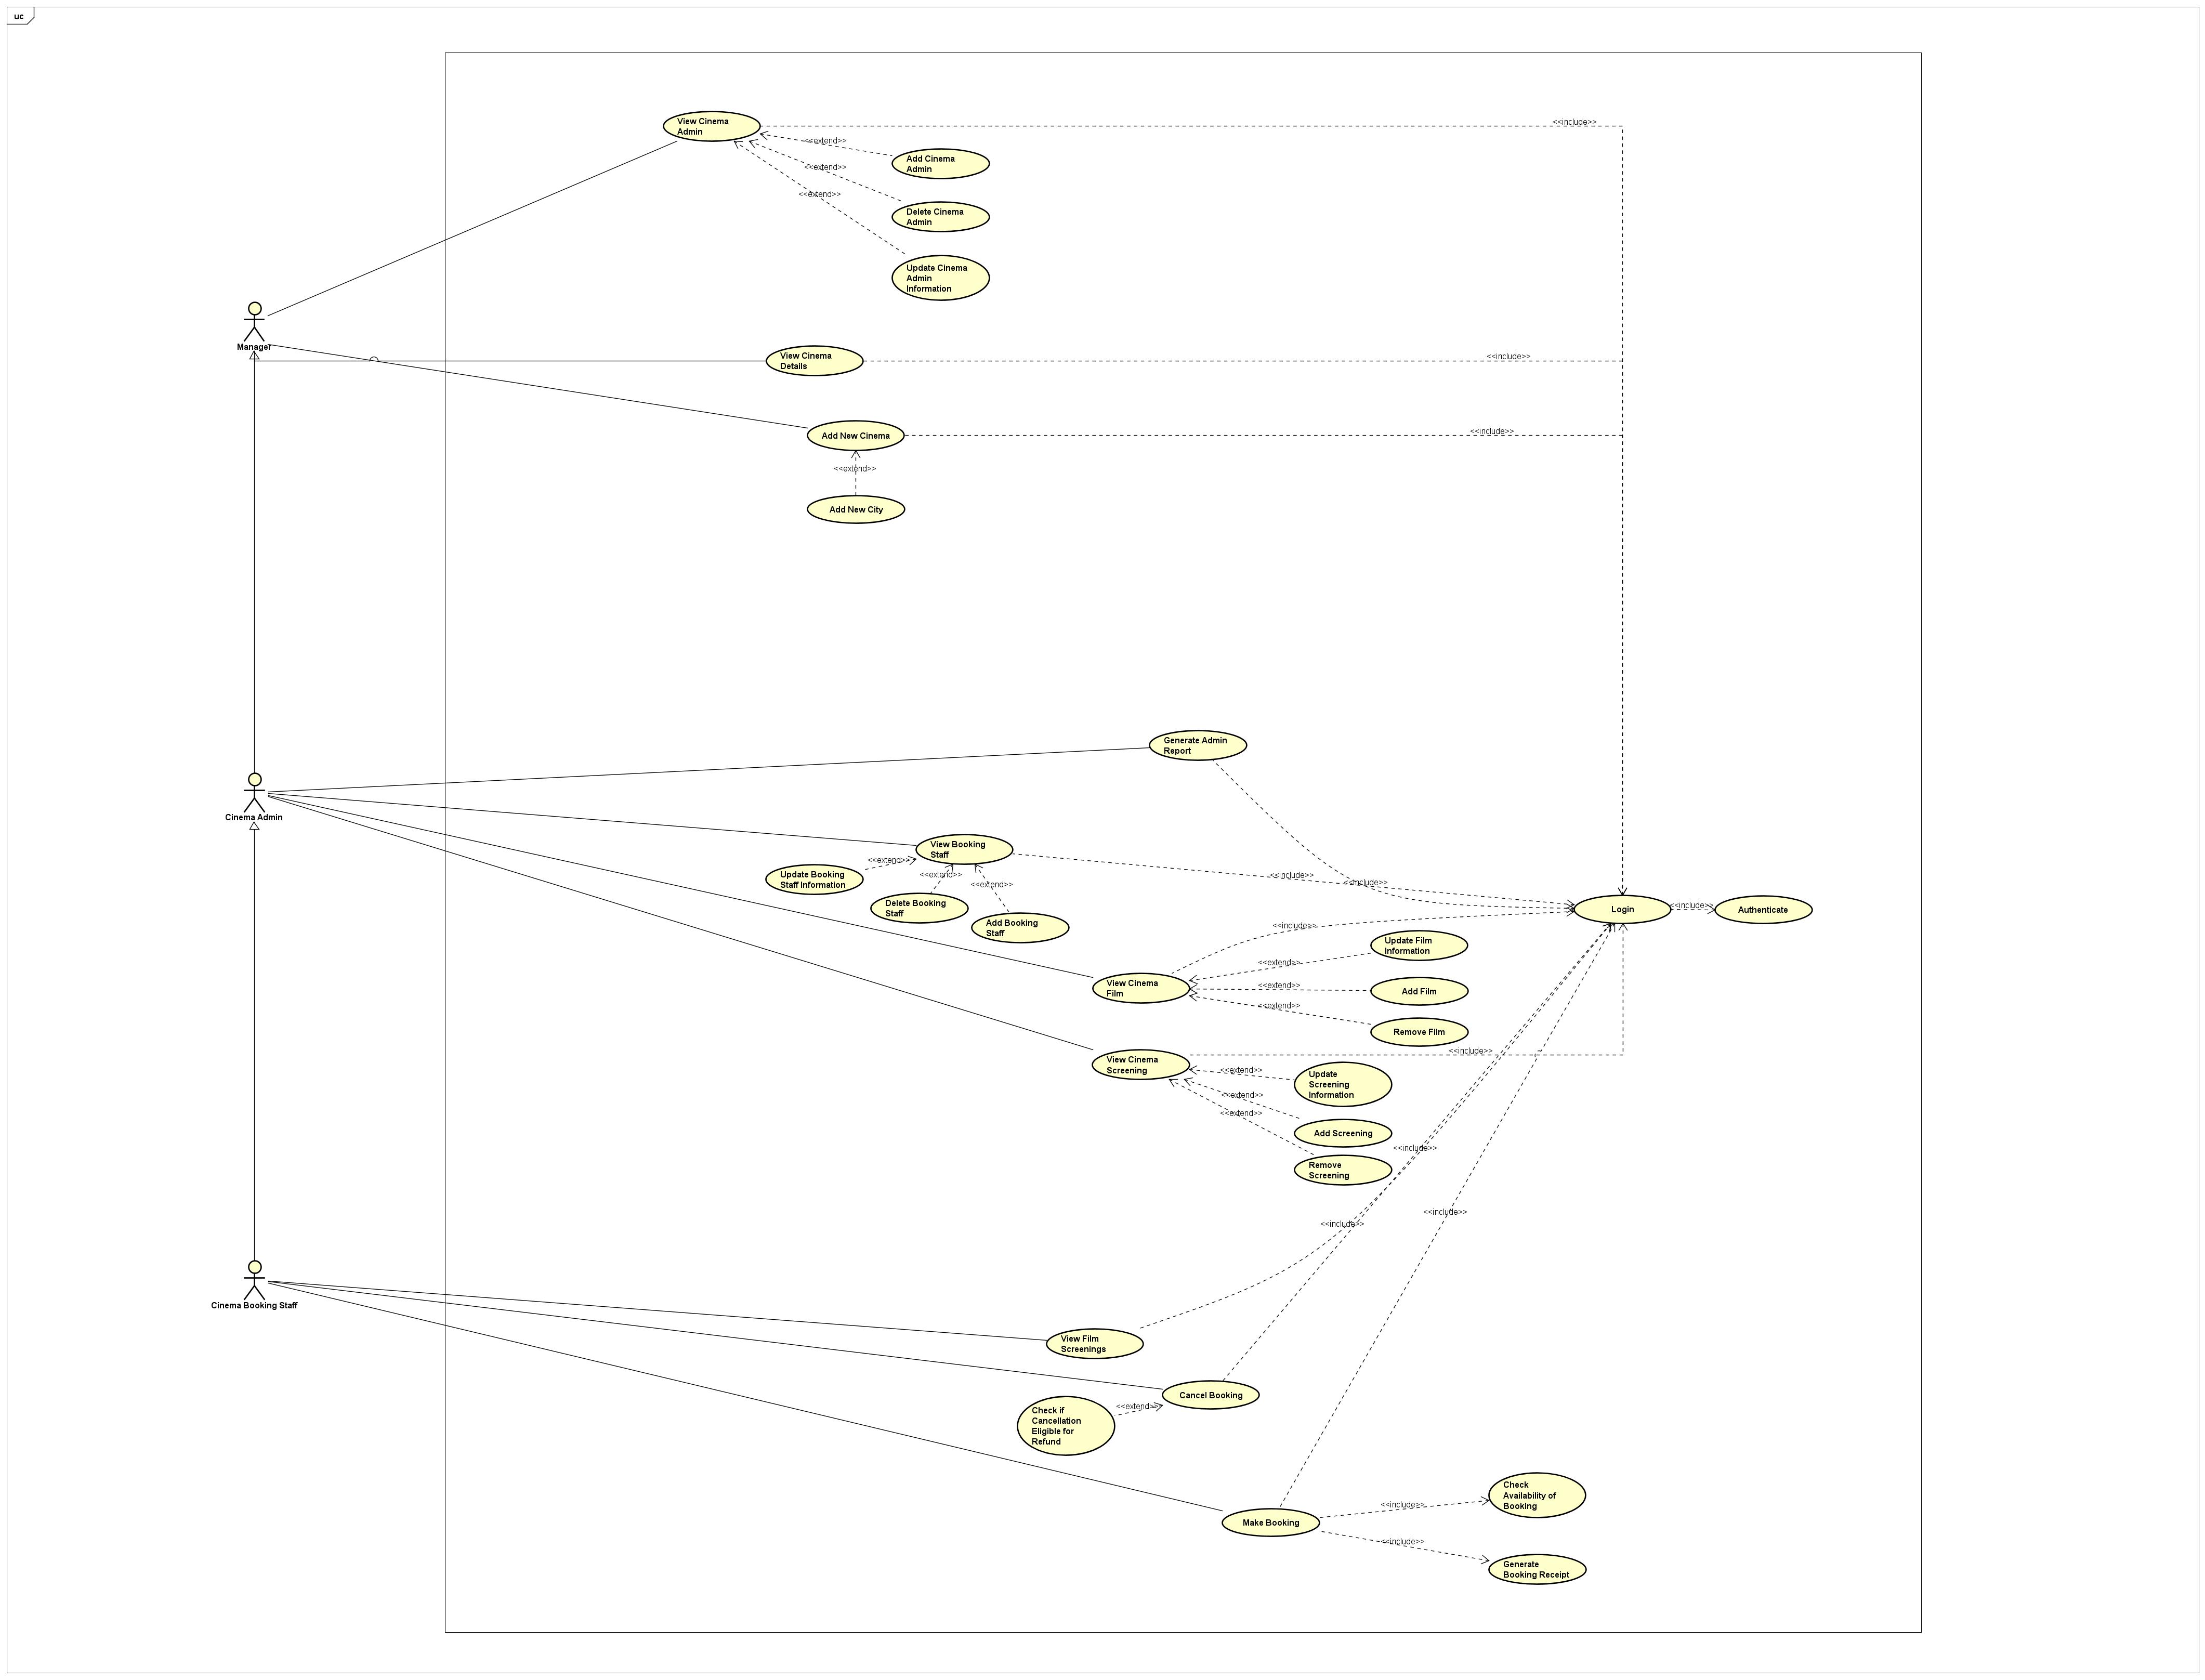 uc
View Cinema
Admin
<<include>>
<<extend>>
Add Cinema
Admin
<<extend>>
<<extend>>
Delete Cinema
Admin
Update Cinema
Admin
Information
Manager
View Cinema
Details
<<include>>
Add New Cinema
<<include>>
<<extend>>
Add New City
Generate Admin
Report
Cinema Admin
View Booking
Staff
<<extend>>
Update Booking
Staff Information
<<extend>>
<<extend>>
<<include>>
<<include>>
Delete Booking
Staff
Add Booking
Staff
Login
<<include>>
Authenticate
<<include>>
Update Film
Information
<<extend>>
View Cinema
Film
<<extend>>
Add Film
<<extend>>
Remove Film
View Cinema
Screening
<<include>>
<<extend>>
Update
Screening
Information
<<extend>>
<<extend>>
Add Screening
Remove
Screening
<<include>>
<<include>>
<<include>>
Cinema Booking Staff
View Film
Screenings
Cancel Booking
<<extend>>
Check if
Cancellation
Eligible for
Refund
Make Booking
<<include>>
Check
Availability of
Booking
<<include>>
Generate
Booking Receipt